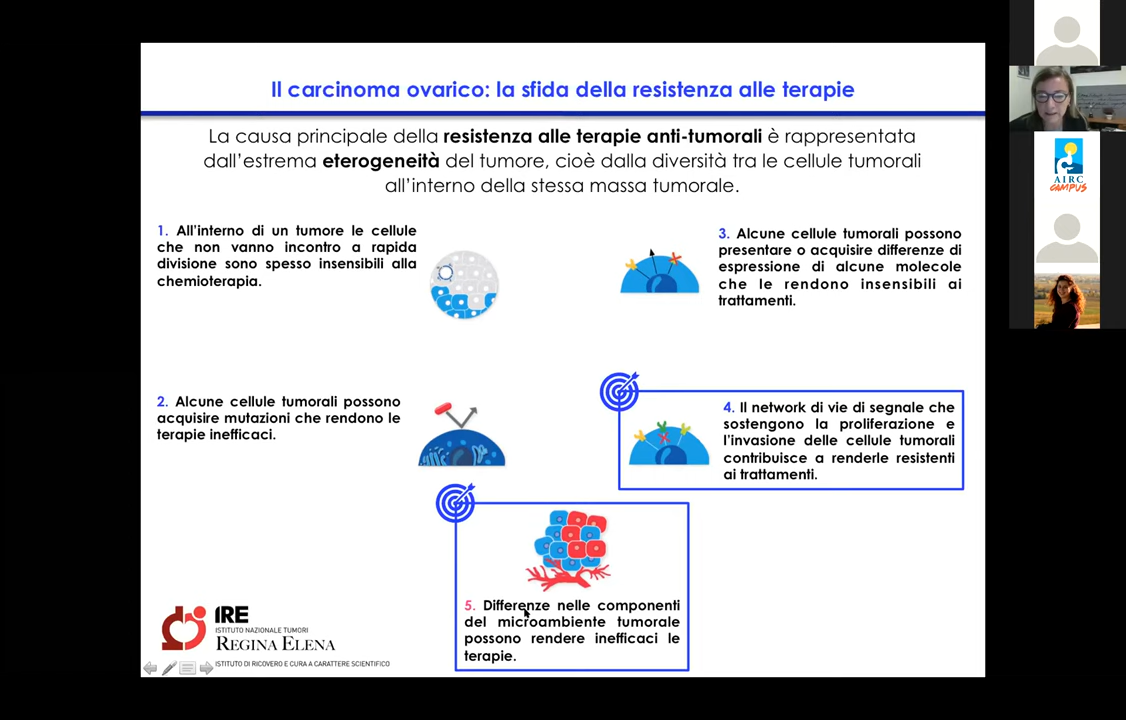 Il carcinoma ovarico: la sfida della resistenza alle terapie
La causa principale della resistenza alle terapie anti-tumorali è rappresentata
dall'estrema eterogeneità del tumore, cioè dalla diversità tra le cellule tumorali
all'interno della stessa massa tumorale.
1. All'interno di un tumore le cellule
che non vanno incontro a rapida
divisione sono spesso insensibili alla
chemioterapia.
2. Alcune cellule tumorali possono
acquisire mutazioni che rendono le
terapie inefficaci.
3. Alcune cellule tumorali possono
presentare o acquisire differenze di
espressione di alcune molecole
che le rendono insensibili ai
trattamenti.
4. Il network di vie di segnale che
sostengono la proliferazione e
l'invasione delle cellule tumorali
contribuisce a renderle resistenti
ai trattamenti.
5. Differenze nelle componenti
del microambiente tumorale
possono rendere inefficaci le
terapie.
IRE
ISTITUTO NAZIONALE TUMORI
REGINA ELENA
ISTITUTO DI RICOVERO E CURA A CARATTERE SCIENTIFICO
AIRC
CAMPUS